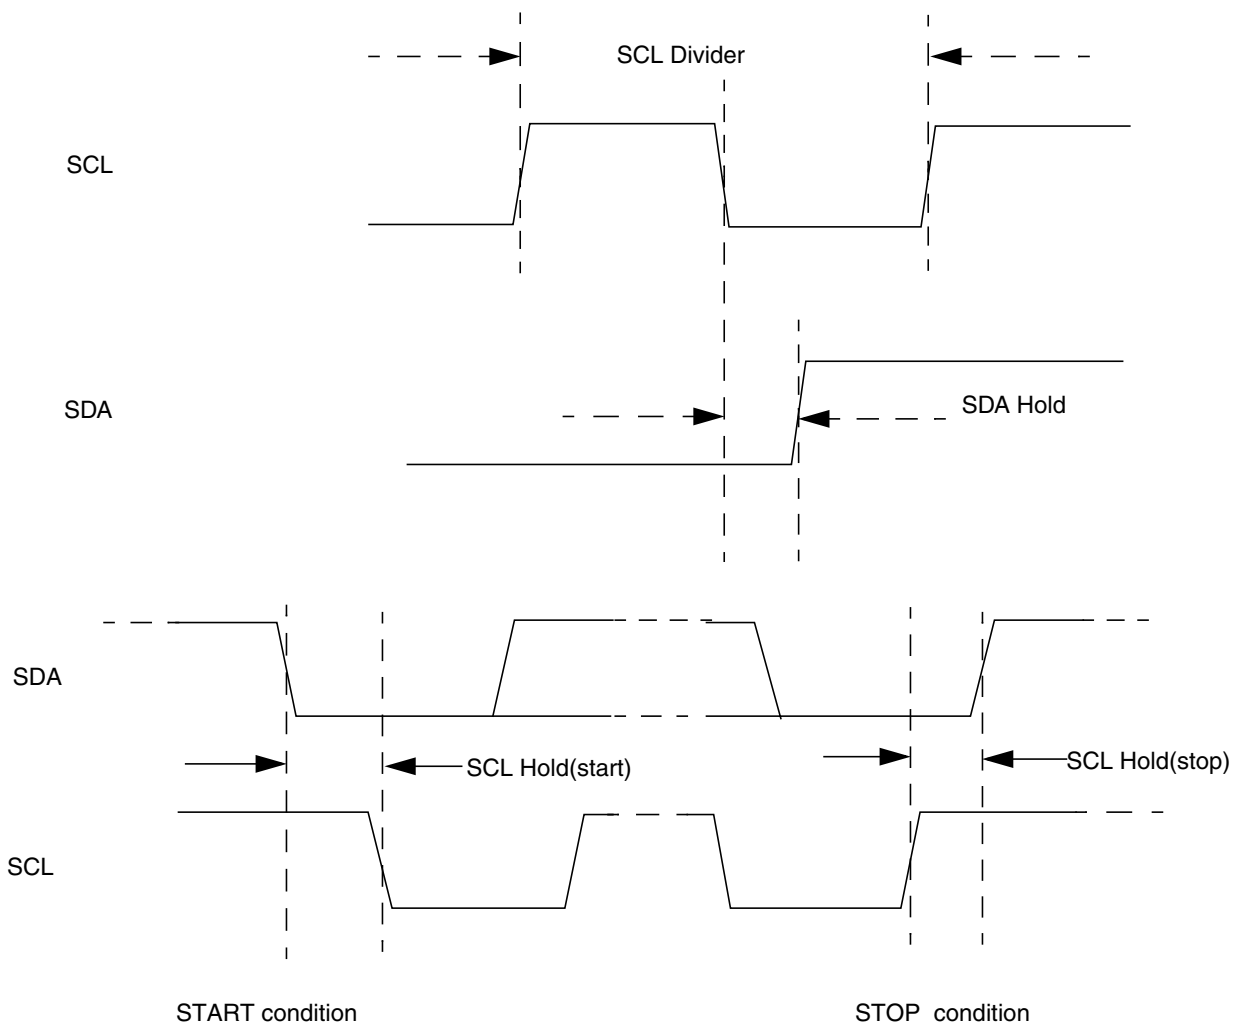 SCL Divider
SCL
SDA
SDA Hold
SDA
SCL Hold(start)
SCL Hold(stop)
SCL
START condition
STOP condition